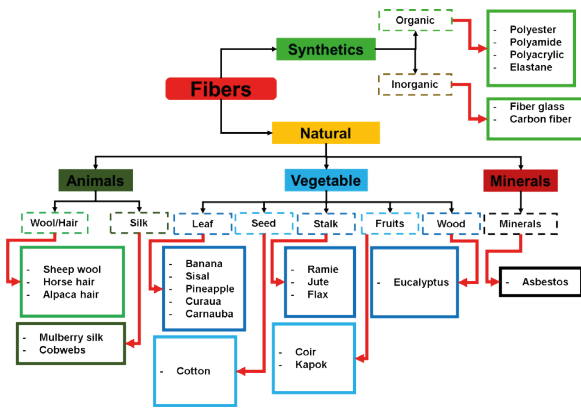 Organic
- Polyester
- Polyamide
- Polyacrylic
- Elastane
Synthetics
Fibers
Inorganic
- Fiber glass
- Carbon fiber
Natural
Animals
Vegetable
Minerals
Wool/Hair
Silk
Leaf
Seed
Stalk
Fruits
Wood
Minerals
- Sheep wool
- Horse hair
- Alpaca hair
- Banana
- Sisal
- Pineapple
- Curaua
- Carnauba
- Ramie
- Jute
- Flax
- Eucalyptus
- Asbestos
- Mulberry silk
- Cobwebs
- Cotton
- Coir
- Kapok